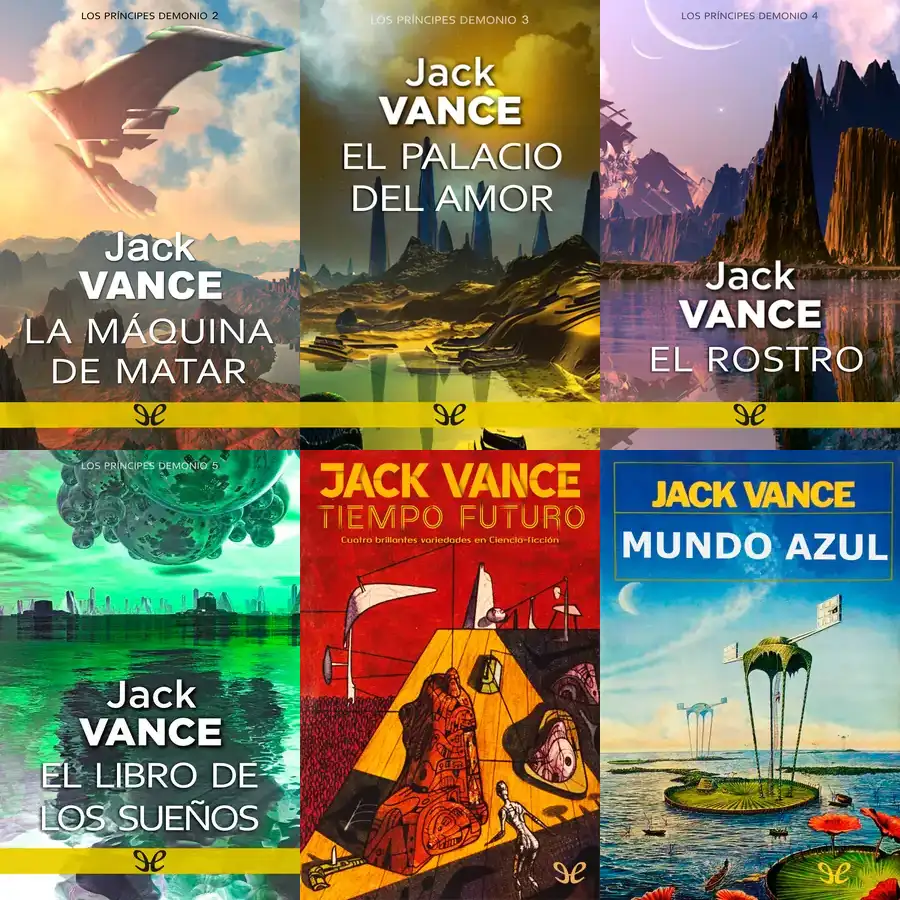 LOS PRÍNCIPES DEMONIO 2
Jack
VANCE
LA MÁQUINA
DE MATAR
LOS PRÍNCIPES DEMONIO 3
Jack
VANCE
EL PALACIO
DEL AMOR
LOS PRÍNCIPES DEMONIO 4
Jack
VANCE
EL ROSTRO
LOS PRÍNCIPES DEMONIO 5
Jack
VANCE
EL LIBRO DE
LOS SUEÑOS
JACK VANCE
TIEMPO FUTURO
Cuatro brillantes variedades en Ciencia-ficción
JACK VANCE
MUNDO AZUL